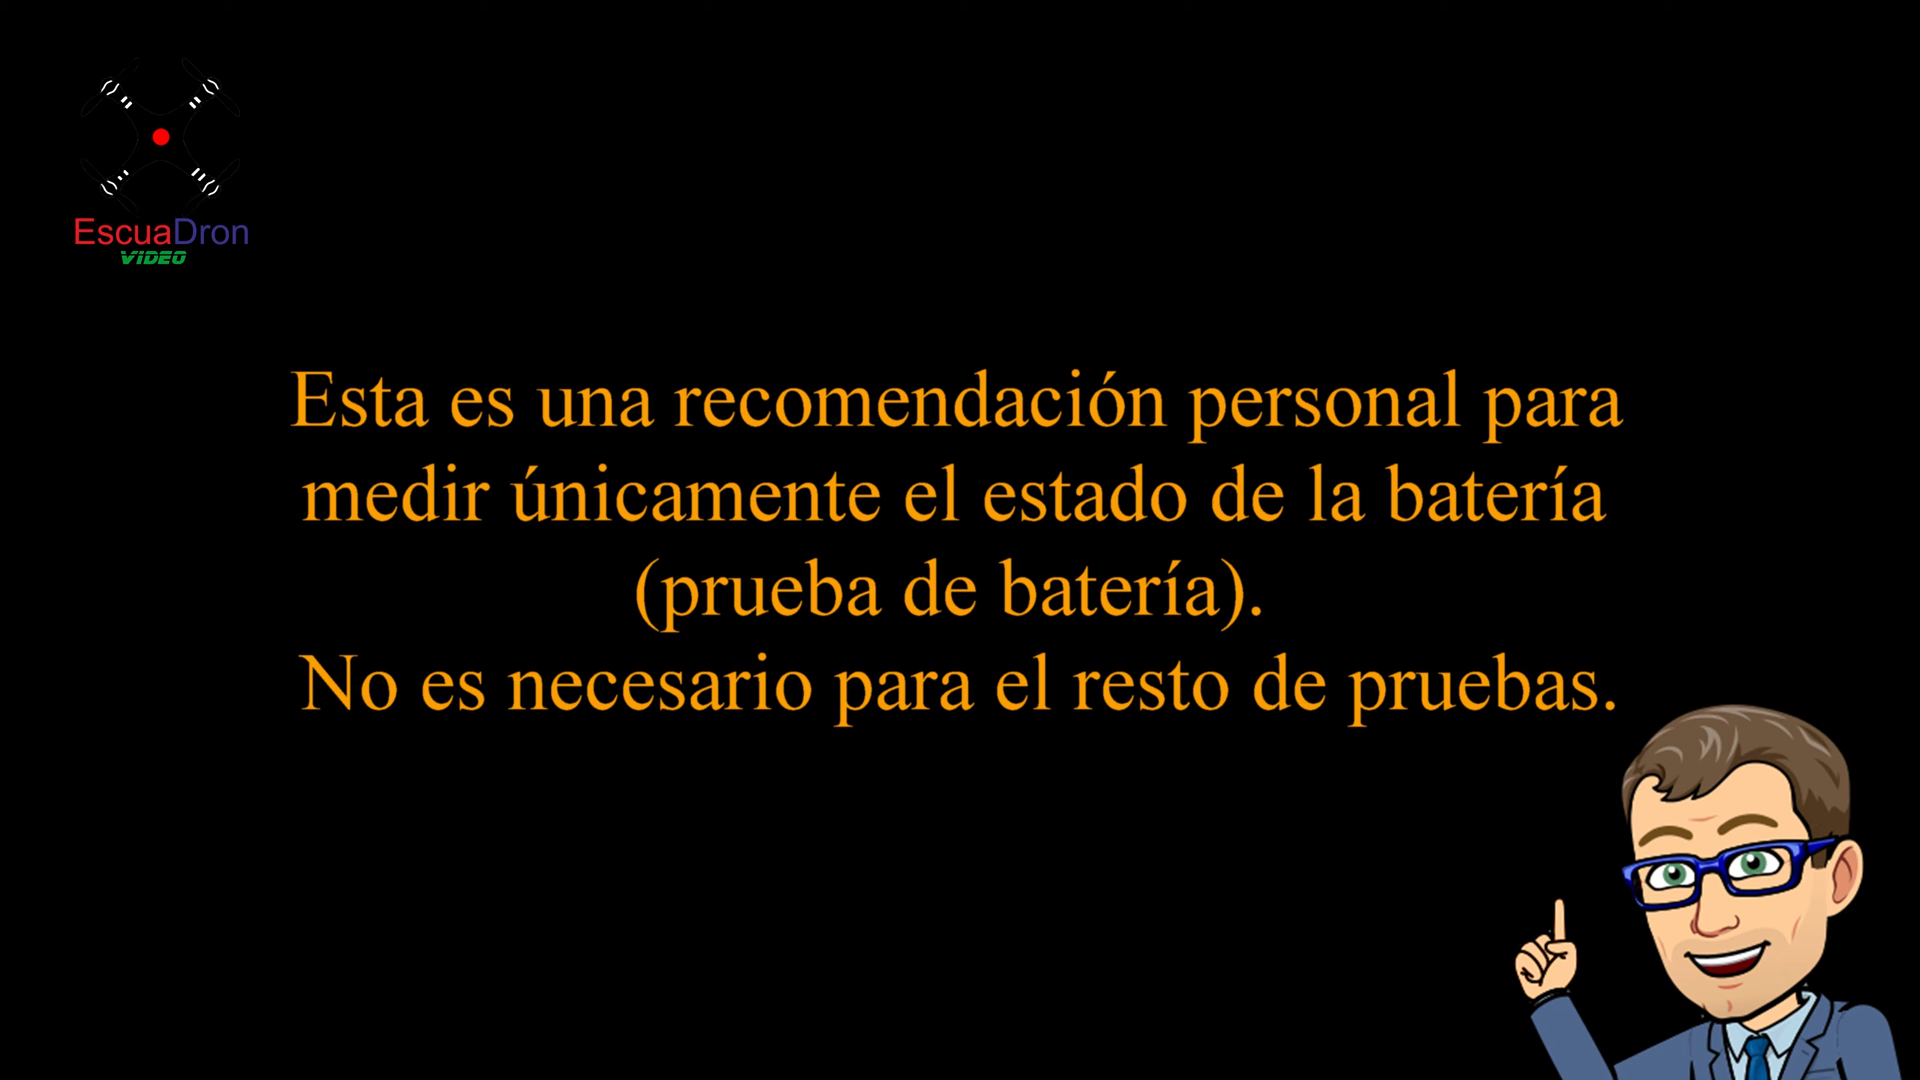 EscuaDron
VIDEO
Esta es una recomendación personal para
medir únicamente el estado de la batería
(prueba de batería).
No es necesario para el resto de pruebas.